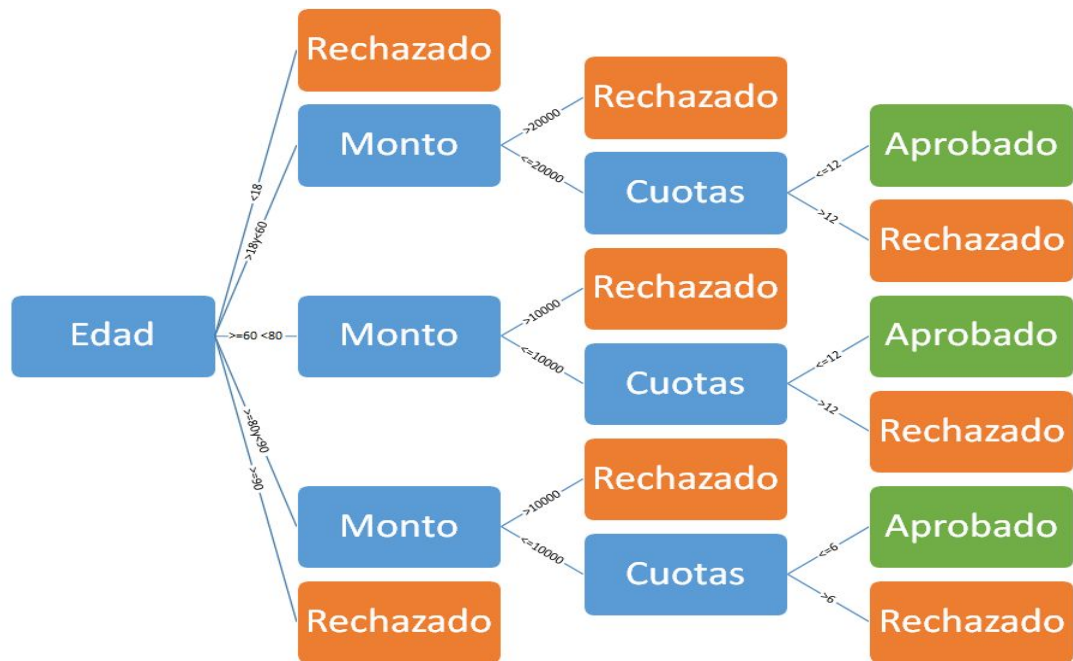 Edad
<18
Rechazado
>18y<60
Monto
>20000
Rechazado
<=20000
Cuotas
<=12
Aprobado
>12
Rechazado
>=60 <80
Monto
>10000
Rechazado
<=10000
Cuotas
<=12
Aprobado
>12
Rechazado
>=80y<90
Monto
>10000
Rechazado
<=10000
Cuotas
<=6
Aprobado
>6
Rechazado
>=90
Rechazado